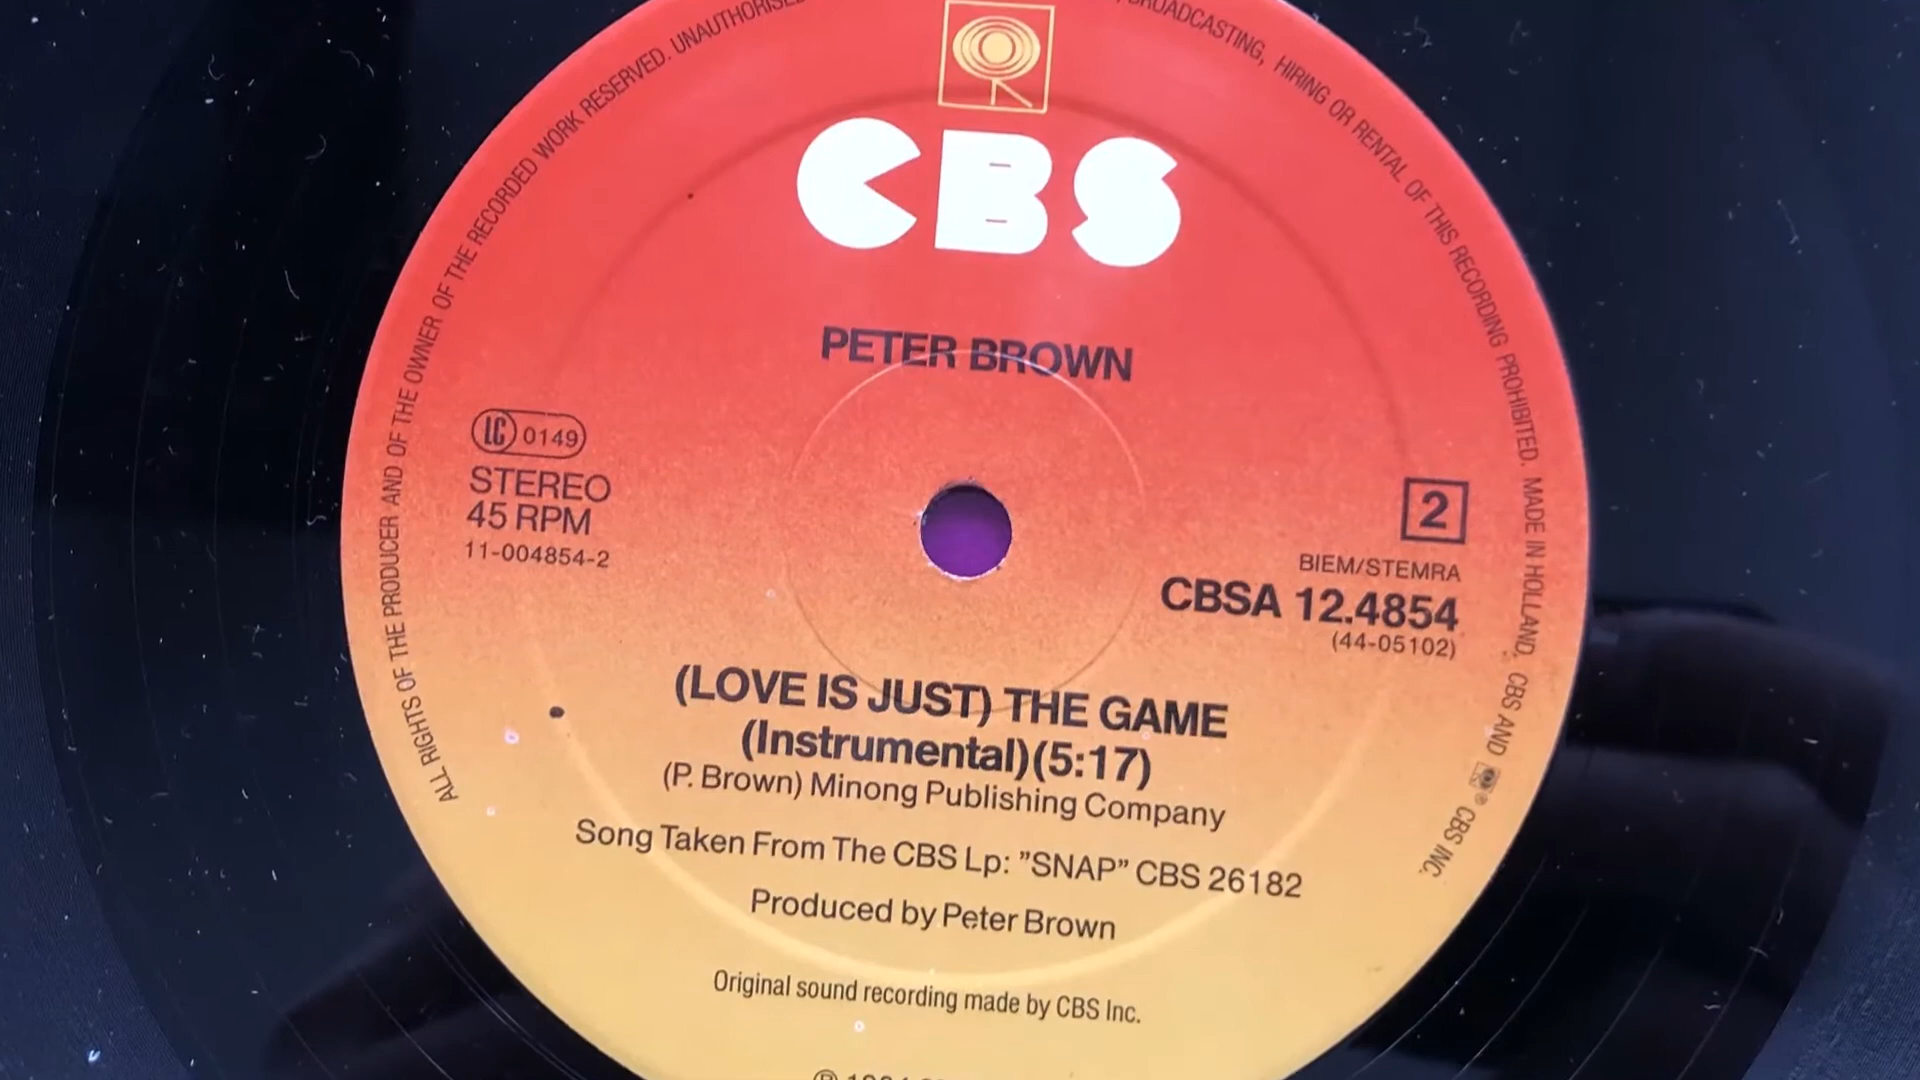 ALL RIGHTS OF THE PRODUCER AND OF THE OWNER OF THE RECORDED WORK RESERVED. UNAUTHORISED
BROADCASTING, HIRING OR RENTAL OF THIS RECORDING PROHIBITED. MADE IN HOLLAND. CBS AND ® CBS INC.
CBS
PETER BROWN
LC 0149
STEREO
45 RPM
11-004854-2
2
BIEM/STEMRA
CBSA 12.4854
(44-05102)
(LOVE IS JUST) THE GAME
(Instrumental)(5:17)
(P. Brown) Minong Publishing Company
Song Taken From The CBS Lp: ”SNAP” CBS 26182
Produced by Peter Brown
Original sound recording made by CBS Inc.